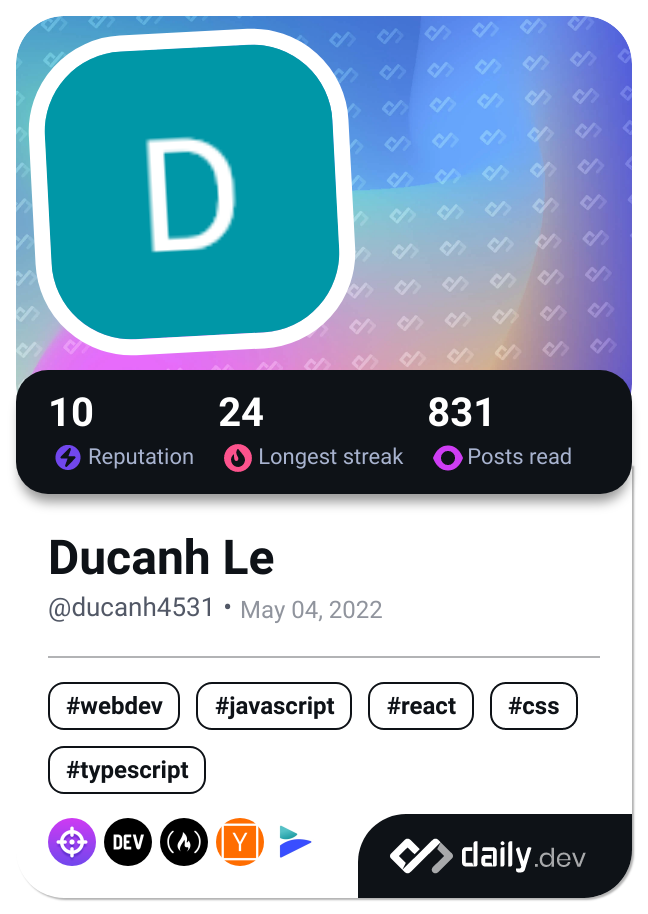 D
10 24 831
Reputation Longest streak Posts read
Ducanh Le
@ducanh4531 • May 04, 2022
#webdev #javascript #react #css
#typescript
DEV Y
daily.dev